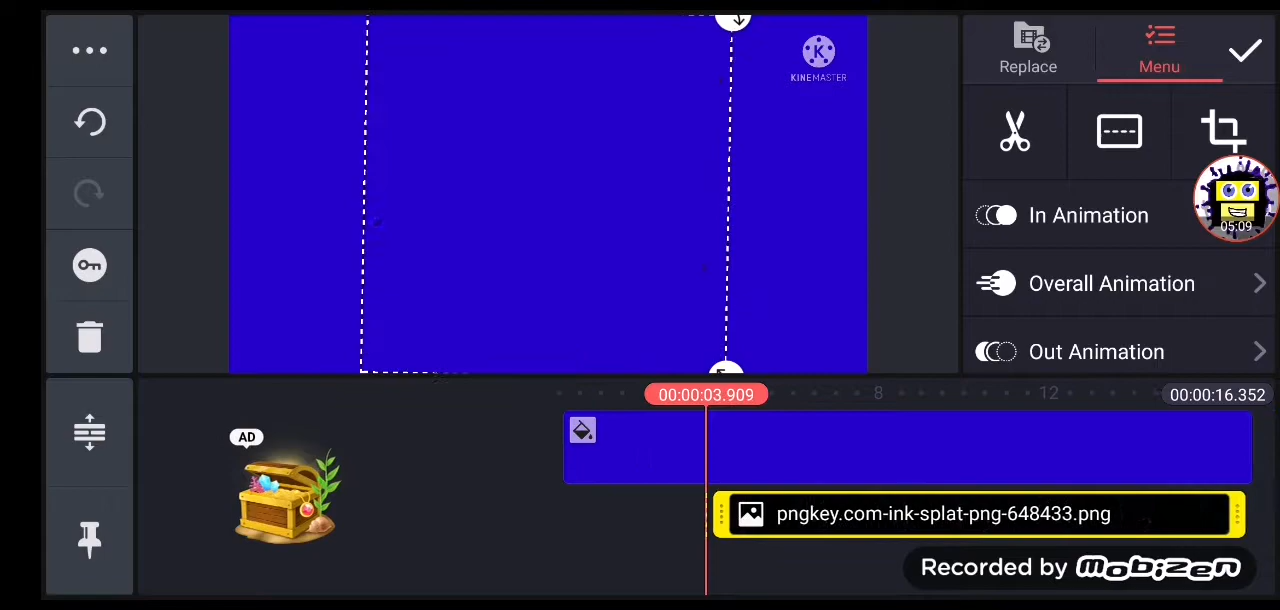 Replace
Menu
K
KINEMASTER
05:09
In Animation
Overall Animation
Out Animation
00:00:03.909
8
12
00:00:16.352
AD
pngkey.com-ink-splat-png-648433.png
Recorded by mobizen